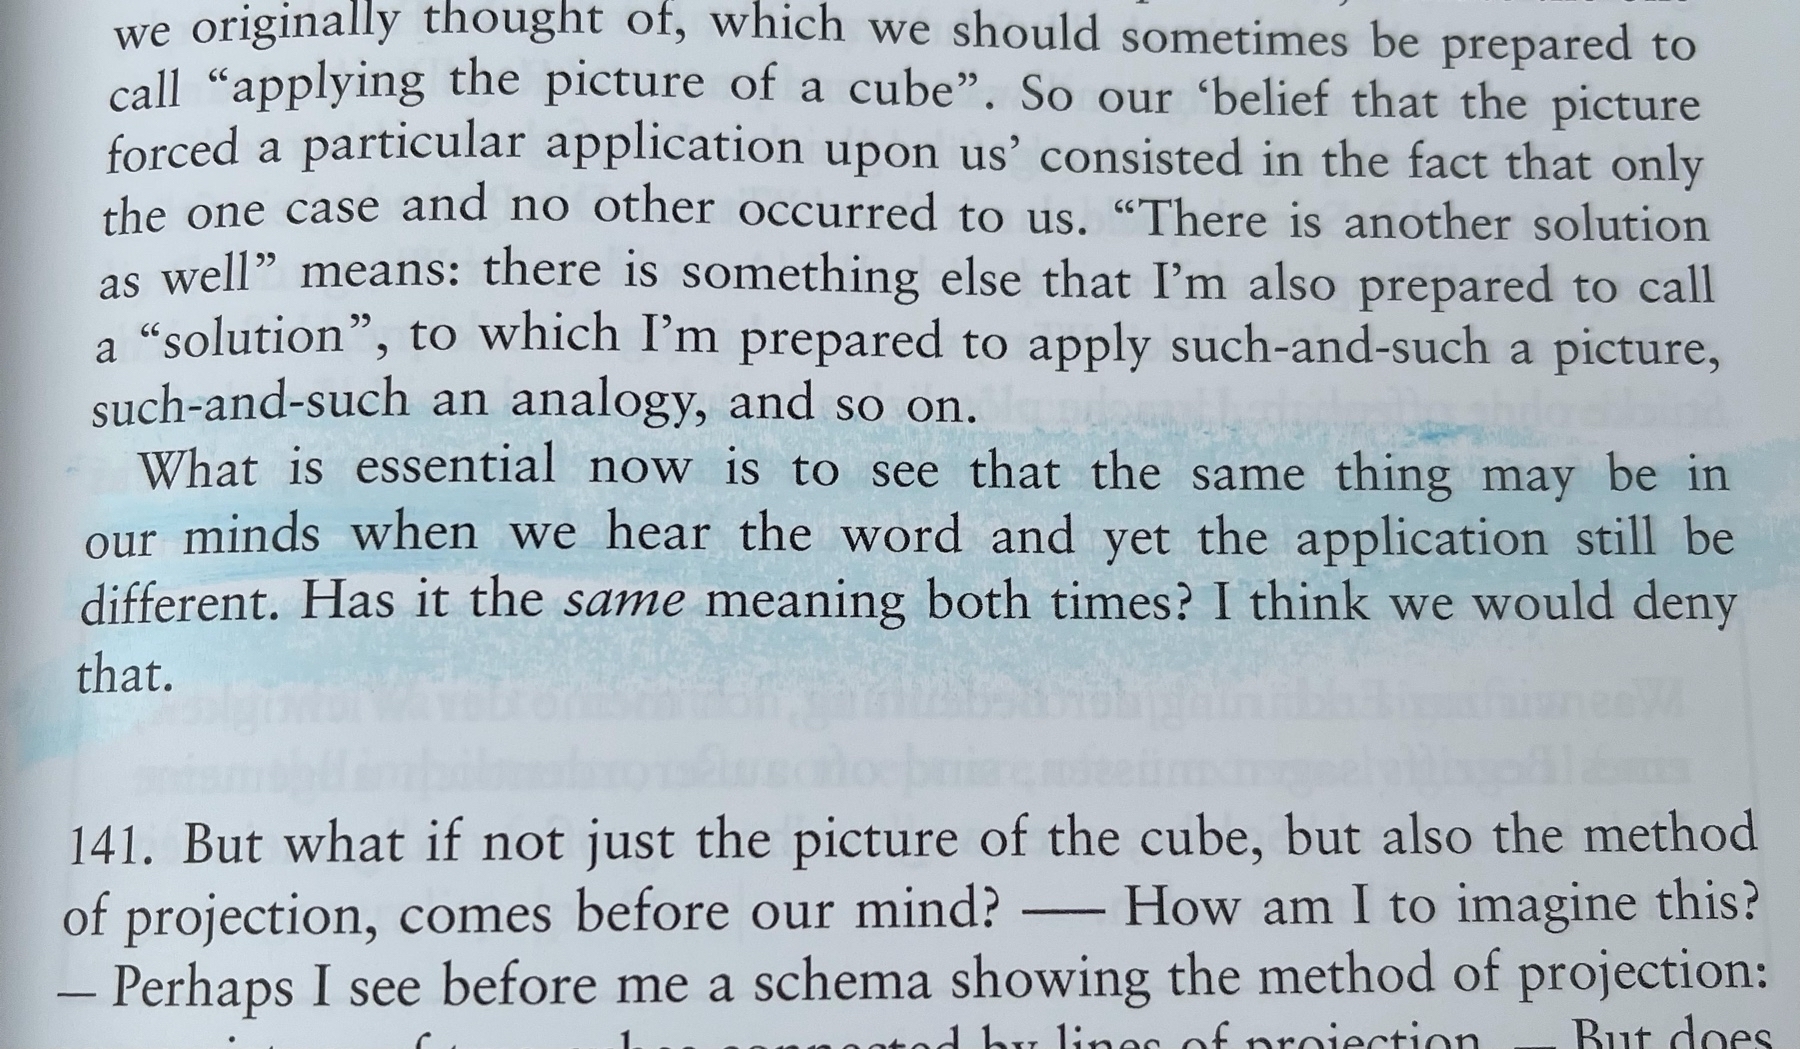 we originally thought of, which we should sometimes be prepared to
call “applying the picture of a cube”. So our ‘belief that the picture
forced a particular application upon us’ consisted in the fact that only
the one case and no other occurred to us. “There is another solution
as well” means: there is something else that I’m also prepared to call
a “solution”, to which I’m prepared to apply such-and-such a picture,
such-and-such an analogy, and so on.
What is essential now is to see that the same thing may be in
our minds when we hear the word and yet the application still be
different. Has it the same meaning both times? I think we would deny
that.
141. But what if not just the picture of the cube, but also the method
of projection, comes before our mind? —— How am I to imagine this?
— Perhaps I see before me a schema showing the method of projection:
connected by lines of projection. — But does